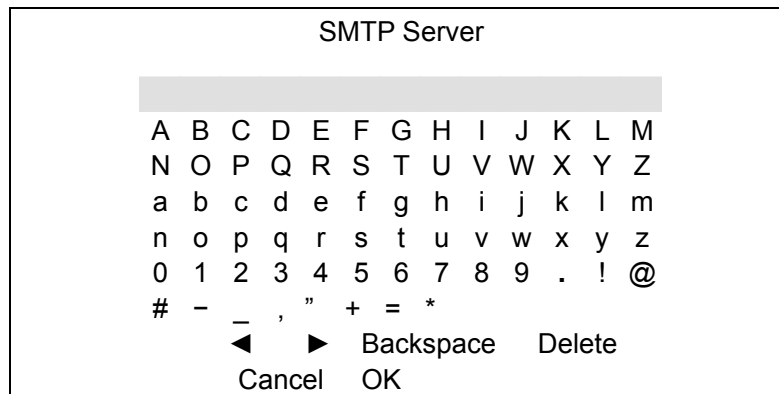 SMTP Server
A B C D E F G H I J K L M
N O P Q R S T U V W X Y Z
a b c d e f g h i j k l m
n o p q r s t u v w x y z
0 1 2 3 4 5 6 7 8 9 . ! @
# − _ , ” + = *
◄ ► Backspace Delete
Cancel OK